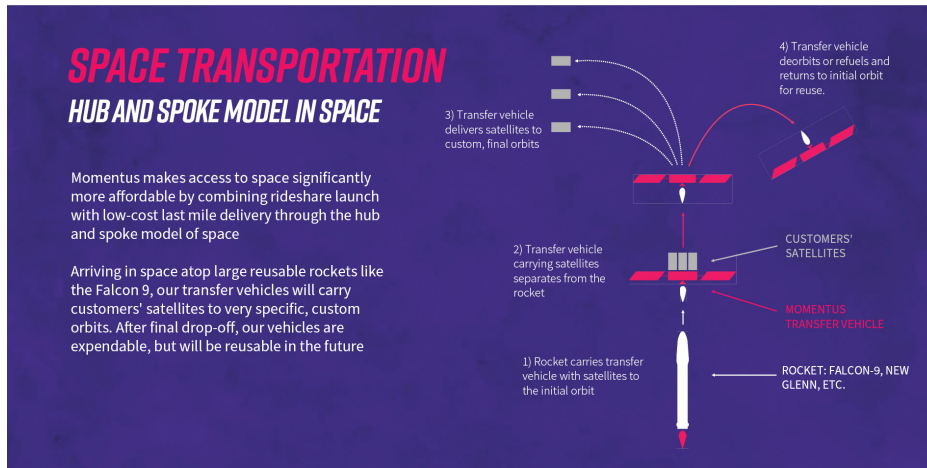 SPACE TRANSPORTATION
HUB AND SPOKE MODEL IN SPACE
Momentus makes access to space significantly
more affordable by combining rideshare launch
with low-cost last mile delivery through the hub
and spoke model of space
Arriving in space atop large reusable rockets like
the Falcon 9, our transfer vehicles will carry
customers' satellites to very specific, custom
orbits. After final drop-off, our vehicles are
expendable, but will be reusable in the future
4) Transfer vehicle
deorbits or refuels and
returns to initial orbit
for reuse.
3) Transfer vehicle
delivers satellites to
custom, final orbits
2) Transfer vehicle
carrying satellites
separates from the
rocket
CUSTOMERS'
SATELLITES
MOMENTUS
TRANSFER VEHICLE
1) Rocket carries transfer
vehicle with satellites to
the initial orbit
ROCKET: FALCON-9, NEW
GLENN, ETC.